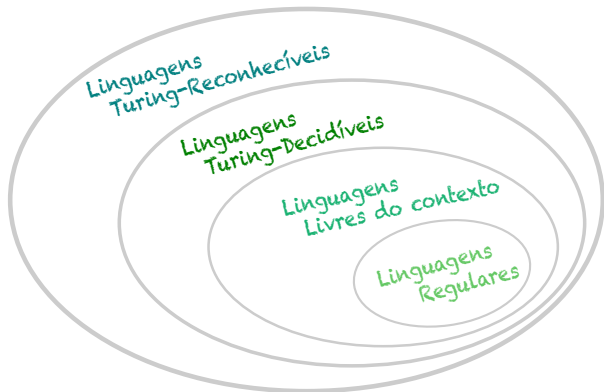 Linguagens
Turing-Reconhecíveis
Linguagens
Turing-Decidíveis
Linguagens
Livres do contexto
Linguagens
Regulares